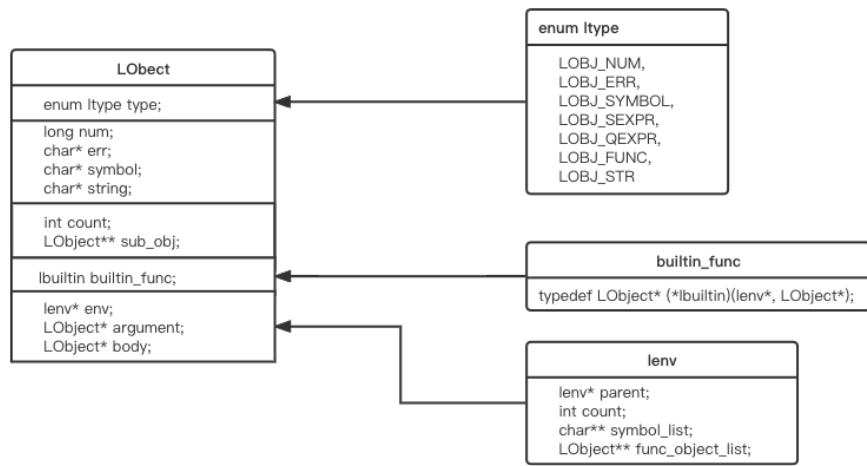 LObect
enum ltype type;
long num;
char* err;
char* symbol;
char* string;
int count;
LObject** sub_obj;
lbuiltin builtin_func;
lenv* env;
LObject* argument;
LObject* body;
enum ltype
LOBJ_NUM,
LOBJ_ERR,
LOBJ_SYMBOL,
LOBJ_SEXPR,
LOBJ_QEXPR,
LOBJ_FUNC,
LOBJ_STR
builtin_func
typedef LObject* (*lbuiltin)(lenv*, LObject*);
lenv
lenv* parent;
int count;
char** symbol_list;
LObject** func_object_list;